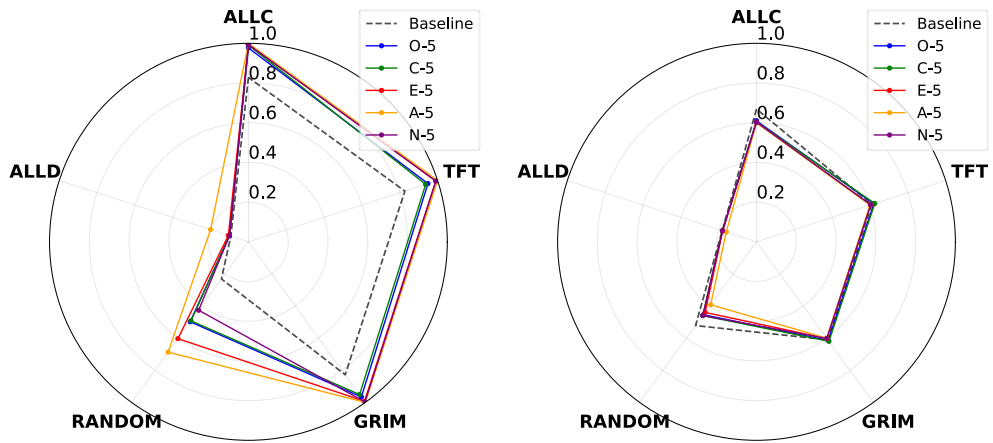 ALLC
1.0
0.8
0.6
0.4
0.2
TFT
ALLD
RANDOM
GRIM
Baseline
O-5
C-5
E-5
A-5
N-5
ALLC
1.0
0.8
0.6
0.4
0.2
TFT
ALLD
RANDOM
GRIM
Baseline
O-5
C-5
E-5
A-5
N-5